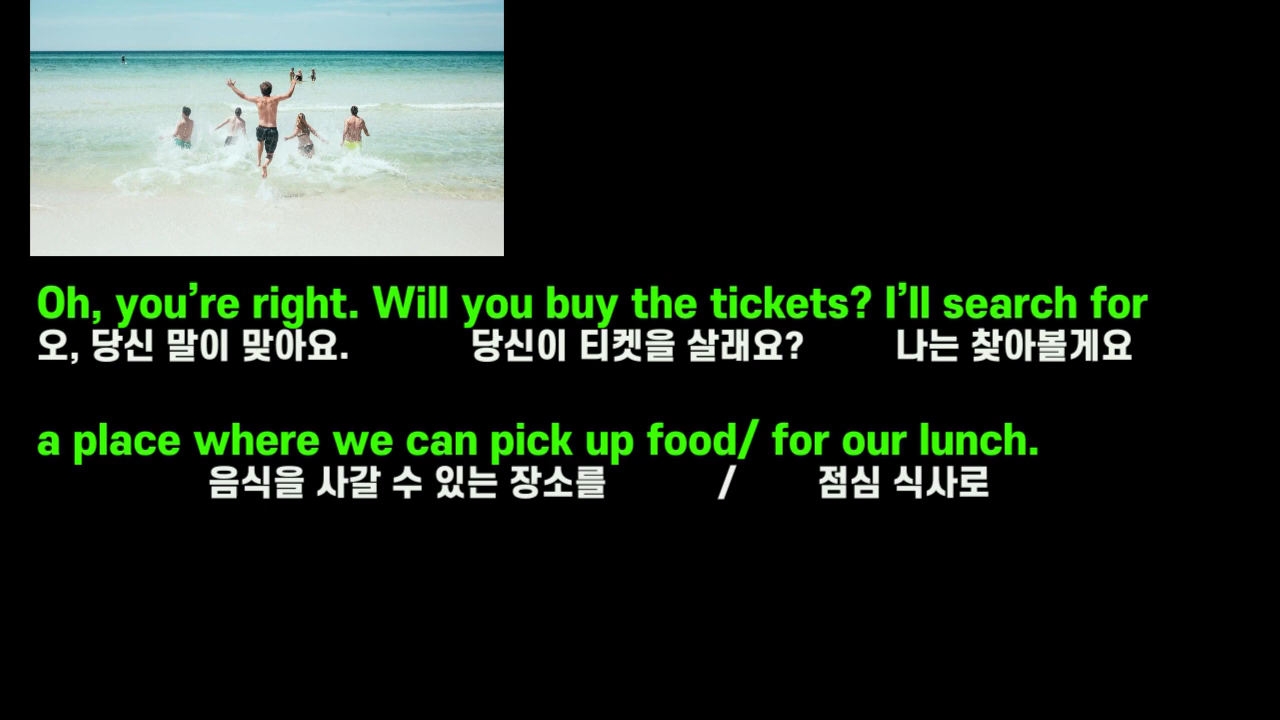 Oh, you’re right. Will you buy the tickets? I’ll search for
오, 당신 말이 맞아요. 당신이 티켓을 살래요? 나는 찾아볼게요
a place where we can pick up food/ for our lunch.
음식을 사갈 수 있는 장소를 / 점심 식사로